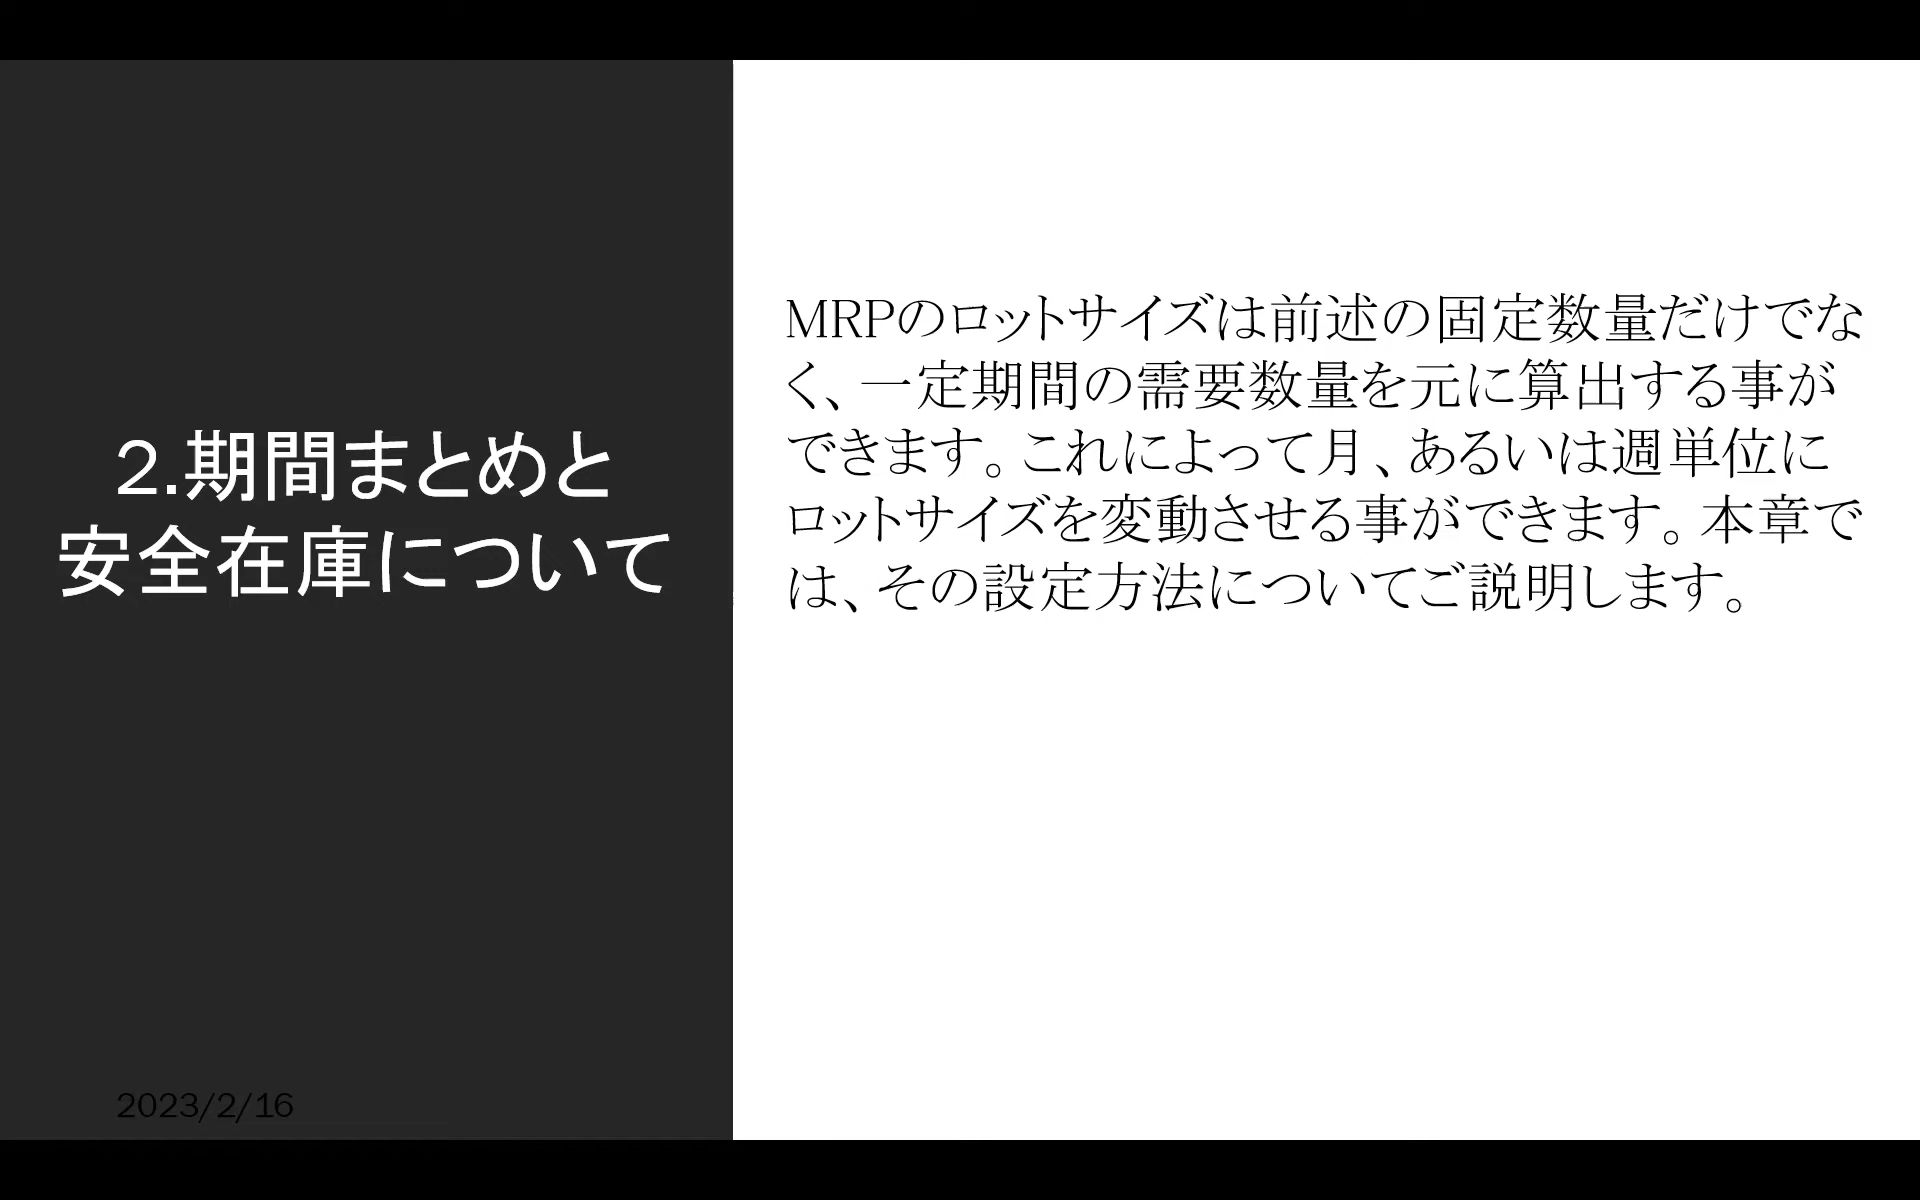 2.期間まとめと
安全在庫について
MRPのロットサイズは前述の固定数量だけでな
く、一定期間の需要数量を元に算出する事が
できます。これによって月、あるいは週単位に
ロットサイズを変動させる事ができます。本章で
は、その設定方法についてご説明します。
2023/2/16